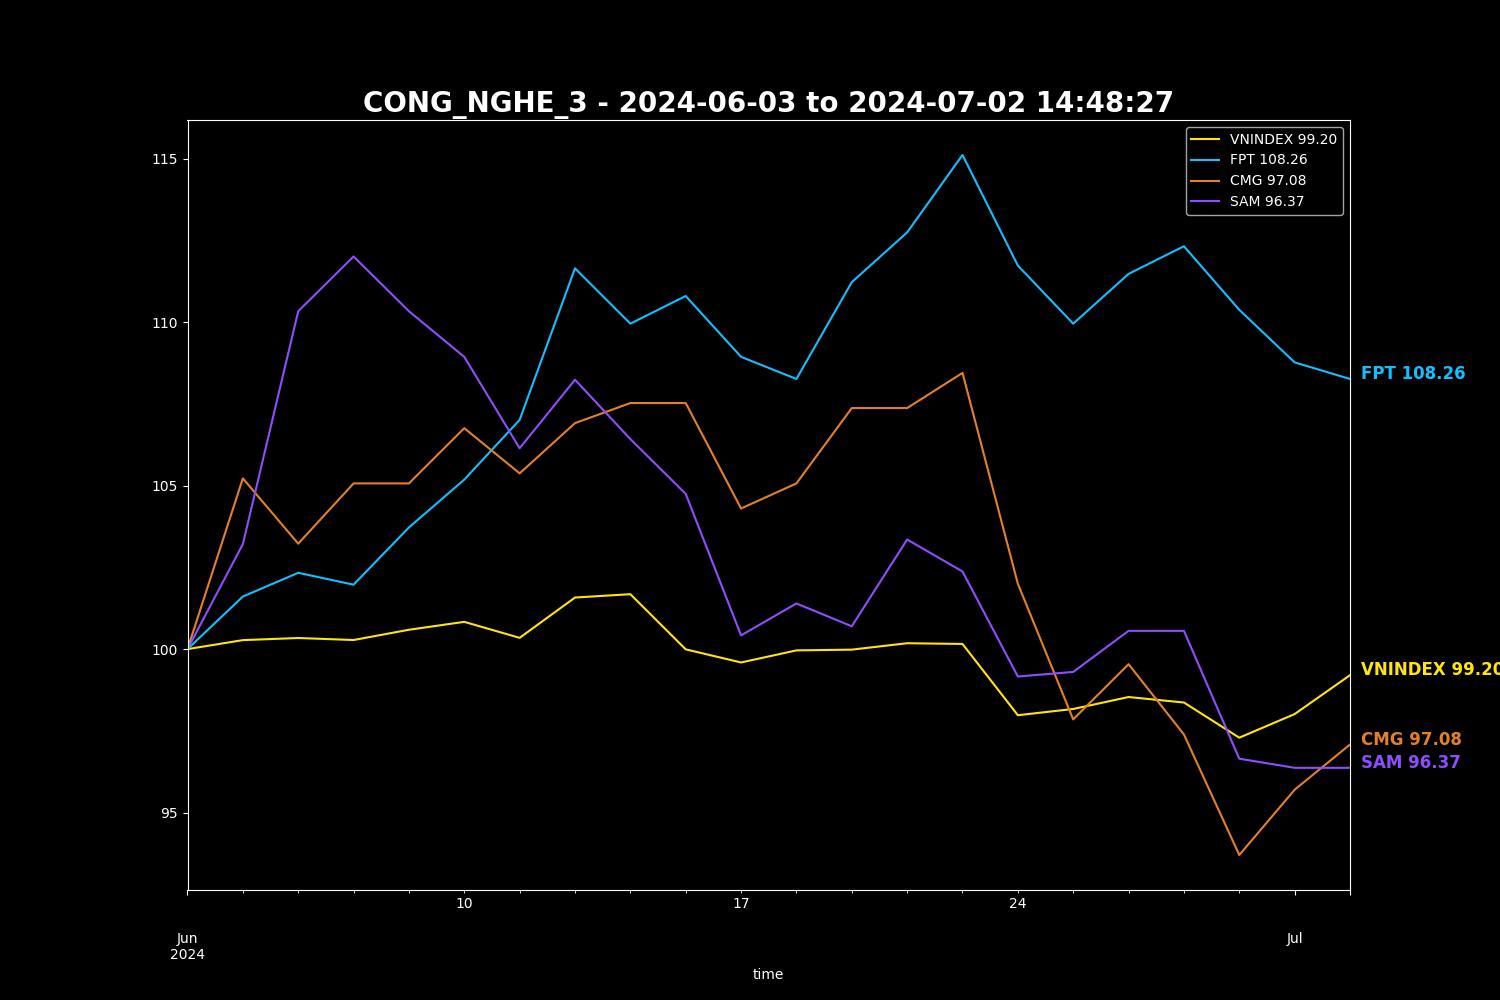 CONG_NGHE_3 - 2024-06-03 to 2024-07-02 14:48:27
VNINDEX 99.20
FPT 108.26
CMG 97.08
SAM 96.37
115
110
105
100
95
FPT 108.26
VNINDEX 99.20
CMG 97.08
SAM 96.37
10
17
24
Jun
2024
Jul
time